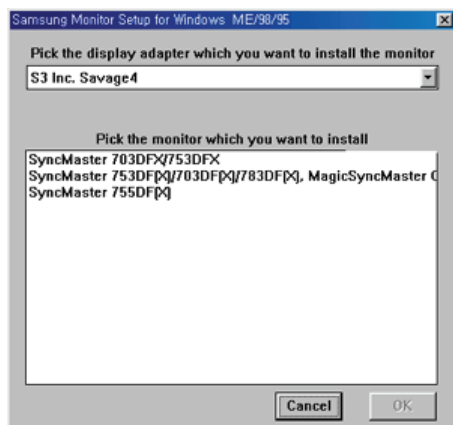 Samsung Monitor Setup for Windows ME/98/95
Pick the display adapter which you want to install the monitor
S3 Inc. Savage4
Pick the monitor which you want to install
SyncMaster 703DFX/753DFX
SyncMaster 753DF[X]/703DF[X]/783DF[X], MagicSyncMaster
SyncMaster 755DF[X]
Cancel
OK